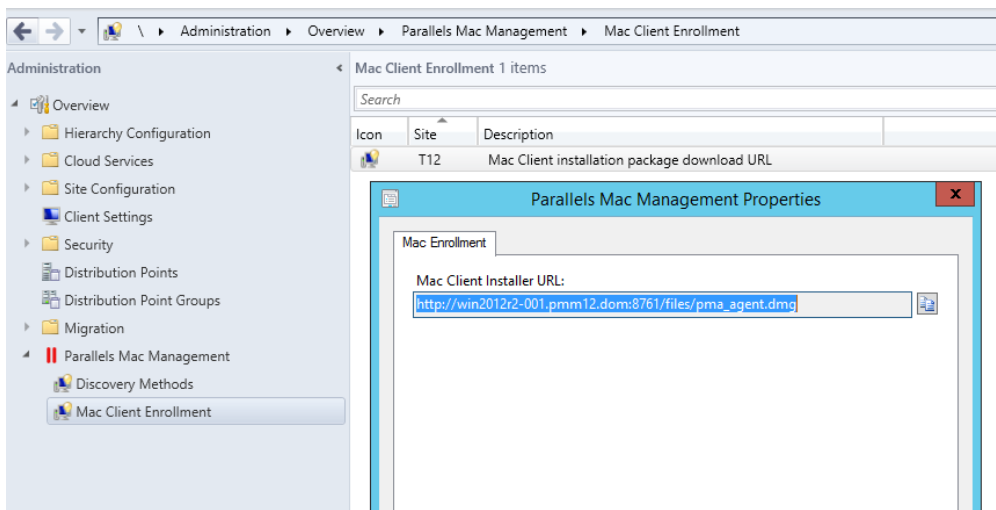 \ Administration Overview Parallels Mac Management Mac Client Enrollment
Administration
Overview
Hierarchy Configuration
Cloud Services
Site Configuration
Client Settings
Security
Distribution Points
Distribution Point Groups
Migration
Parallels Mac Management
Discovery Methods
Mac Client Enrollment
Mac Client Enrollment 1 items
Search
Icon Site Description
T12 Mac Client installation package download URL
Parallels Mac Management Properties
x
Mac Enrollment
Mac Client Installer URL:
http://win2012r2-001.pmm12.dom:8761/files/pma_agent.dmg